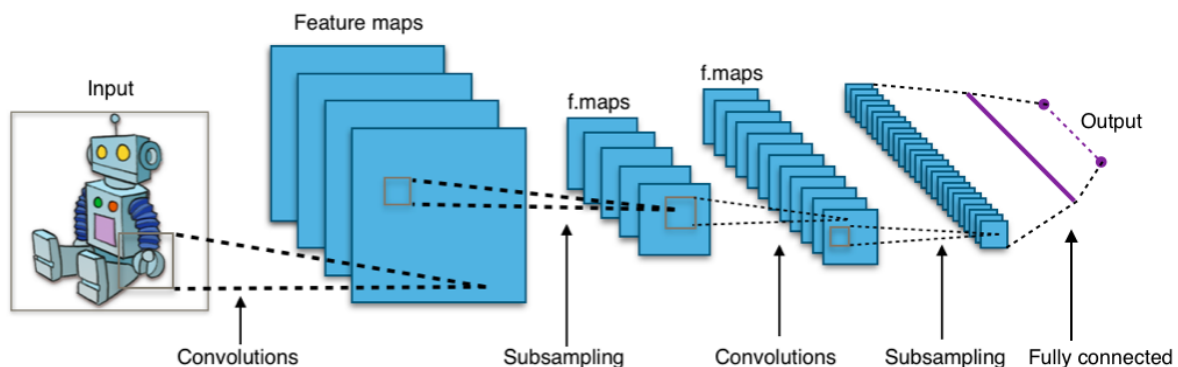 Feature maps
f.maps
Input
f.maps
Output
Convolutions
Subsampling
Convolutions
Subsampling
Fully connected